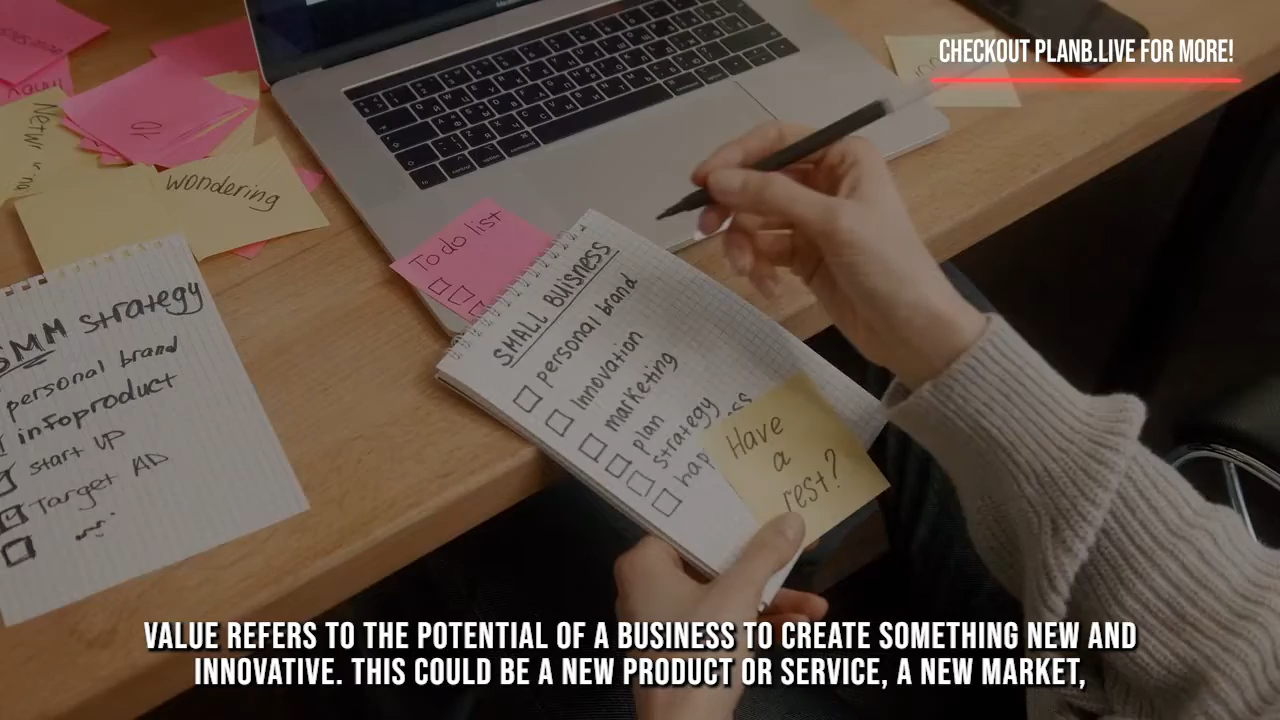 CHECKOUT PLANB.LIVE FOR MORE!
wondering
To do list
SMM strategy
personal brand
infoproduct
start UP
Target AD
SMALL BUISNESS
personal brand
Innovation
marketing
plan
strategy
Have
a
rest?
VALUE REFERS TO THE POTENTIAL OF A BUSINESS TO CREATE SOMETHING NEW AND
INNOVATIVE. THIS COULD BE A NEW PRODUCT OR SERVICE, A NEW MARKET,